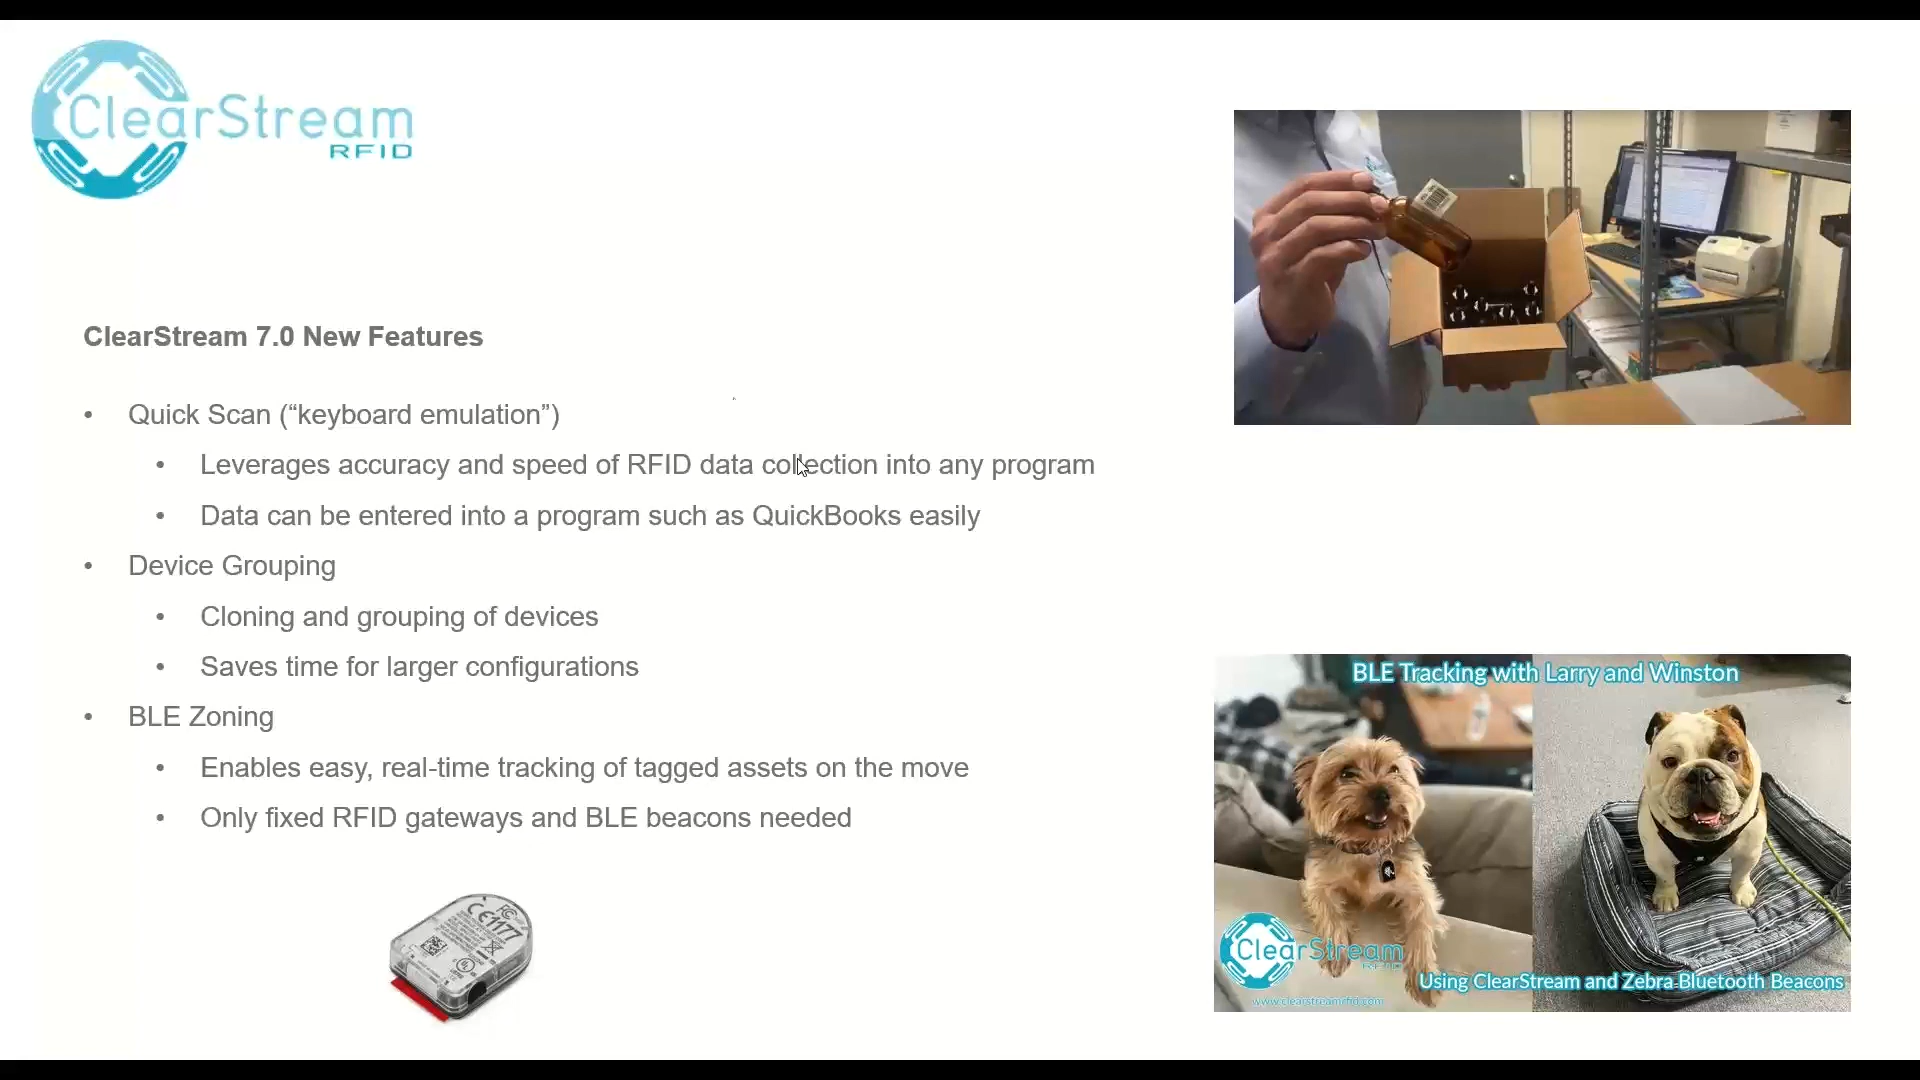 ClearStream
RFID
ClearStream 7.0 New Features
• Quick Scan (“keyboard emulation”)
• Leverages accuracy and speed of RFID data collection into any program
• Data can be entered into a program such as QuickBooks easily
• Device Grouping
• Cloning and grouping of devices
• Saves time for larger configurations
• BLE Zoning
• Enables easy, real-time tracking of tagged assets on the move
• Only fixed RFID gateways and BLE beacons needed
FC
CE1177
BLE Tracking with Larry and Winston
ClearStream
RFID
www.clearstreamrfid.com
Using ClearStream and Zebra Bluetooth Beacons